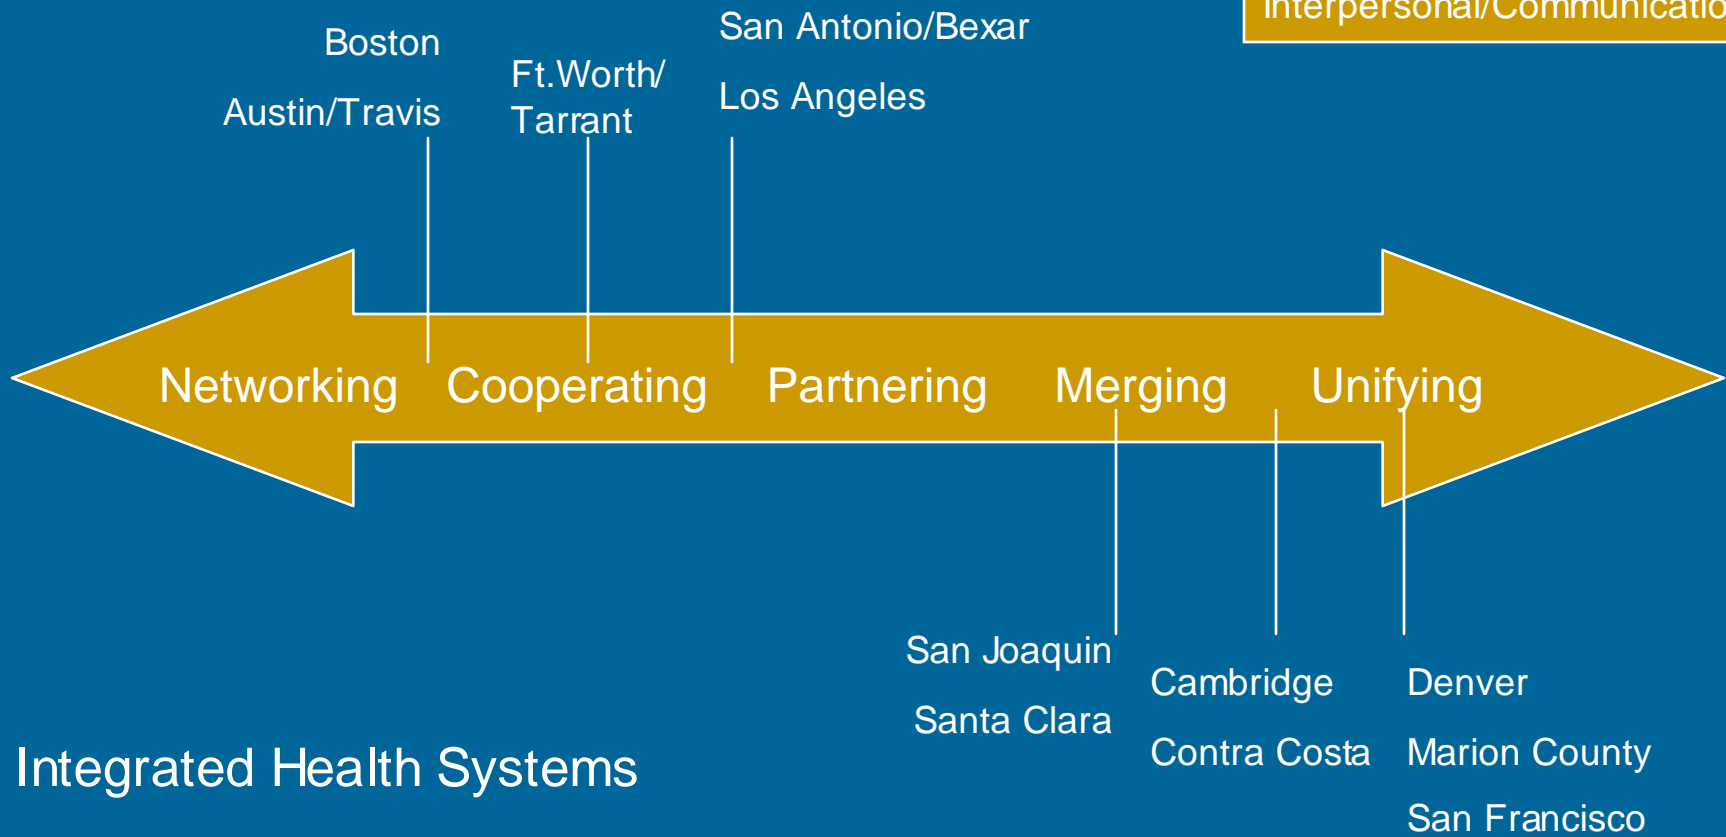 Interpersonal/Communicatio
Boston
Austin/Travis
Ft.Worth/
Tarrant
San Antonio/Bexar
Los Angeles
Networking Cooperating Partnering Merging Unifying
San Joaquin
Santa Clara
Cambridge
Contra Costa
Denver
Marion County
San Francisco
Integrated Health Systems